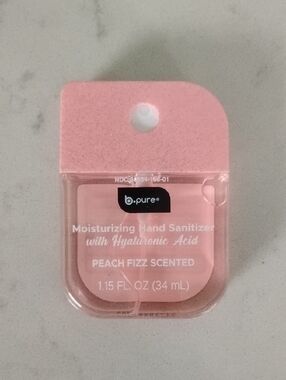 b.pure®
Moisturizing Hand Sanitizer
with Hyaluronic Acid
PEACH FIZZ SCENTED
1.15 FL. OZ (34 mL)